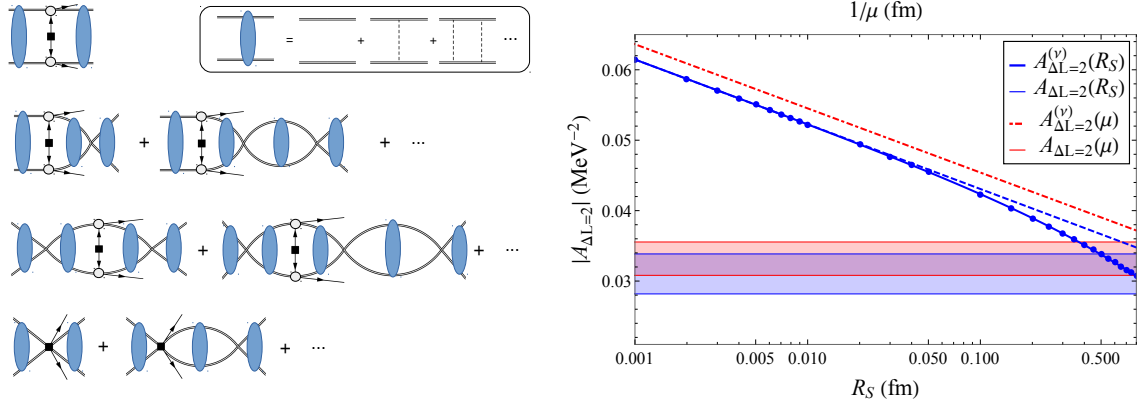 = + + ...
+ + ...
+ + ...
+ + ...
1/μ (fm)
|A_{ΔL=2}| (MeV⁻²)
0.06
0.05
0.04
0.03
A^{(ν)}_{ΔL=2}(R_S)
A_{ΔL=2}(R_S)
A^{(ν)}_{ΔL=2}(μ)
A_{ΔL=2}(μ)
0.001 0.005 0.010 0.050 0.100 0.500
R_S (fm)